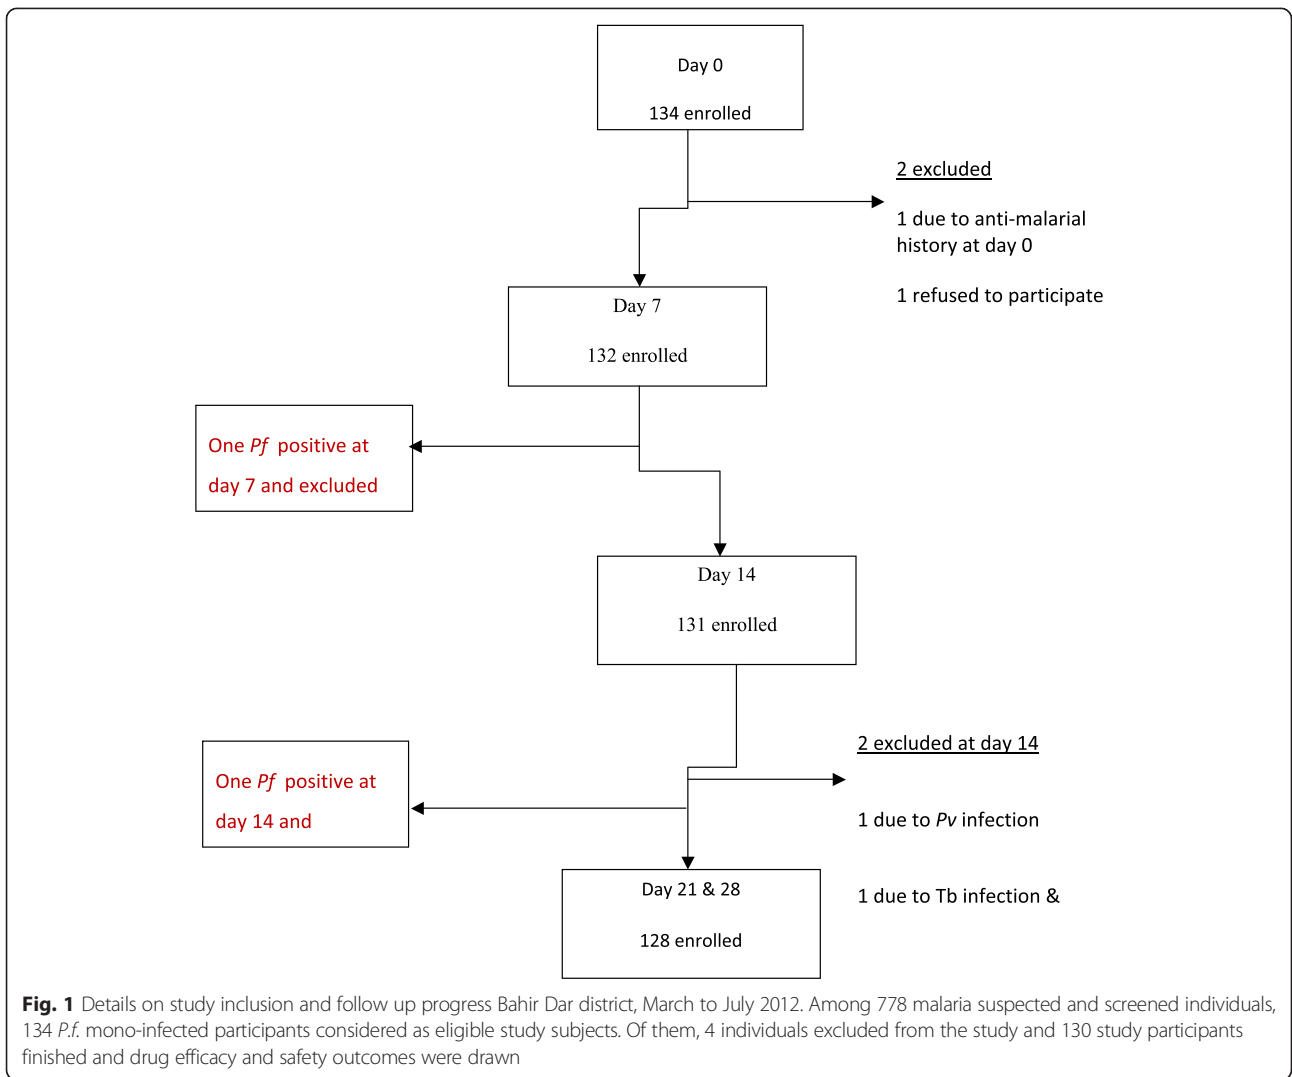 Day 0
134 enrolled
2 excluded
1 due to anti-malarial
history at day 0
1 refused to participate
Day 7
132 enrolled
One Pf positive at
day 7 and excluded
Day 14
131 enrolled
2 excluded at day 14
One Pf positive at
day 14 and
1 due to Pv infection
Day 21 & 28
1 due to Tb infection &
128 enrolled
Fig. 1 Details on study inclusion and follow up progress Bahir Dar district, March to July 2012. Among 778 malaria suspected and screened individuals,
134 P.f. mono-infected participants considered as eligible study subjects. Of them, 4 individuals excluded from the study and 130 study participants
finished and drug efficacy and safety outcomes were drawn